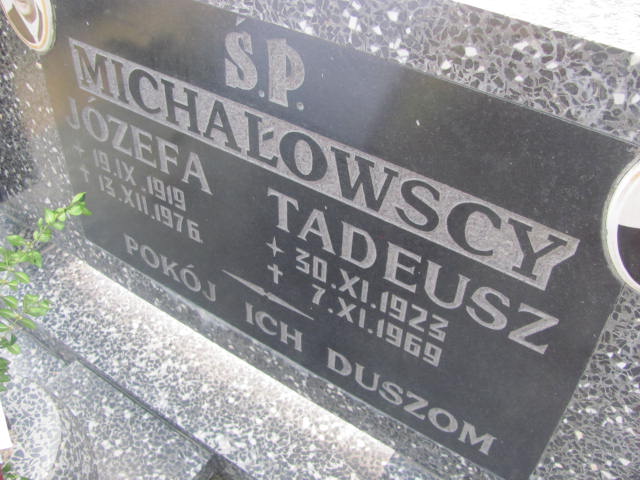 Ś.P.
MICHAŁOWSCY
JÓZEFA
+ 19.IX.1919
+ 13.XII.1976
TADEUSZ
+ 30.XI.1923
+ 7.XI.1969
POKÓJ ICH DUSZOM